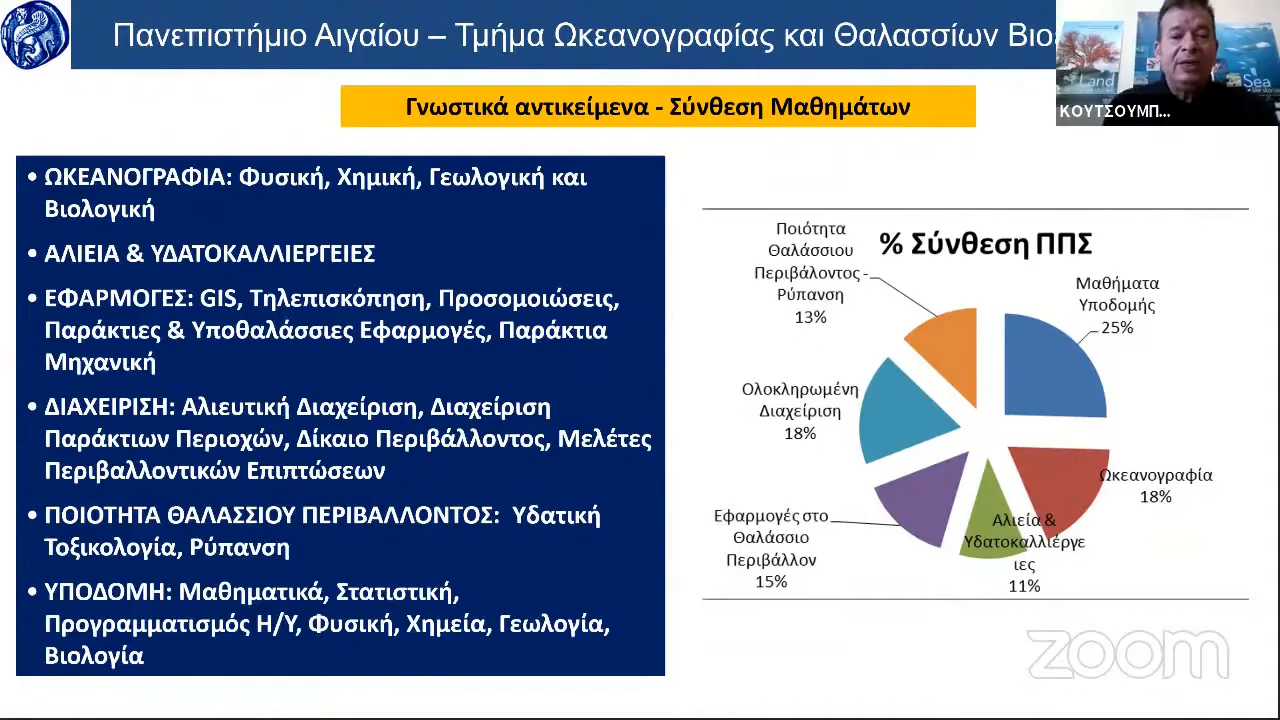 Πανεπιστήμιο Αιγαίου – Τμήμα Ωκεανογραφίας και Θαλασσίων
Land
Sea
ΚΟΥΤΣΟΥΜΠ...
Γνωστικά αντικείμενα - Σύνθεση Μαθημάτων
• ΩΚΕΑΝΟΓΡΑΦΙΑ: Φυσική, Χημική, Γεωλογική και
Βιολογική
• ΑΛΙΕΙΑ & ΥΔΑΤΟΚΑΛΛΙΕΡΓΕΙΕΣ
• ΕΦΑΡΜΟΓΕΣ: GIS, Τηλεπισκόπηση, Προσομοιώσεις,
Παράκτιες & Υποθαλάσσιες Εφαρμογές, Παράκτια
Μηχανική
• ΔΙΑΧΕΙΡΙΣΗ: Αλιευτική Διαχείριση, Διαχείριση
Παράκτιων Περιοχών, Δίκαιο Περιβάλλοντος, Μελέτες
Περιβαλλοντικών Επιπτώσεων
• ΠΟΙΟΤΗΤΑ ΘΑΛΑΣΣΙΟΥ ΠΕΡΙΒΑΛΛΟΝΤΟΣ: Υδατική
Τοξικολογία, Ρύπανση
• ΥΠΟΔΟΜΗ: Μαθηματικά, Στατιστική,
Προγραμματισμός Η/Υ, Φυσική, Χημεία, Γεωλογία,
Βιολογία
% Σύνθεση ΠΠΣ
Ποιότητα
Θαλάσσιου
Περιβάλοντος -
Ρύπανση
13%
Μαθήματα
Υποδομής
25%
Ολοκληρωμένη
Διαχείριση
18%
Ωκεανογραφία
18%
Εφαρμογές στο
Θαλάσσιο
Περιβάλλον
15%
Αλιεία &
Υδατοκαλλιέργε
ιες
11%
zoom